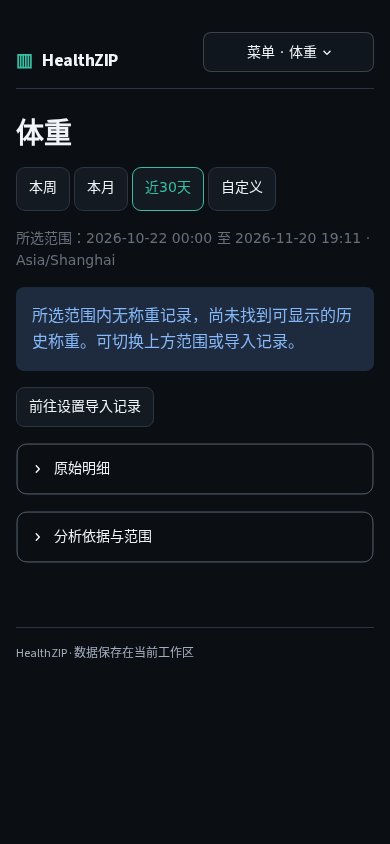 HealthZIP
菜单 · 体重
体重
本周
本月
近30天
自定义
所选范围：2026-10-22 00:00 至 2026-11-20 19:11 ·
Asia/Shanghai
所选范围内无称重记录，尚未找到可显示的历
史称重。可切换上方范围或导入记录。
前往设置导入记录
原始明细
分析依据与范围
HealthZIP · 数据保存在当前工作区